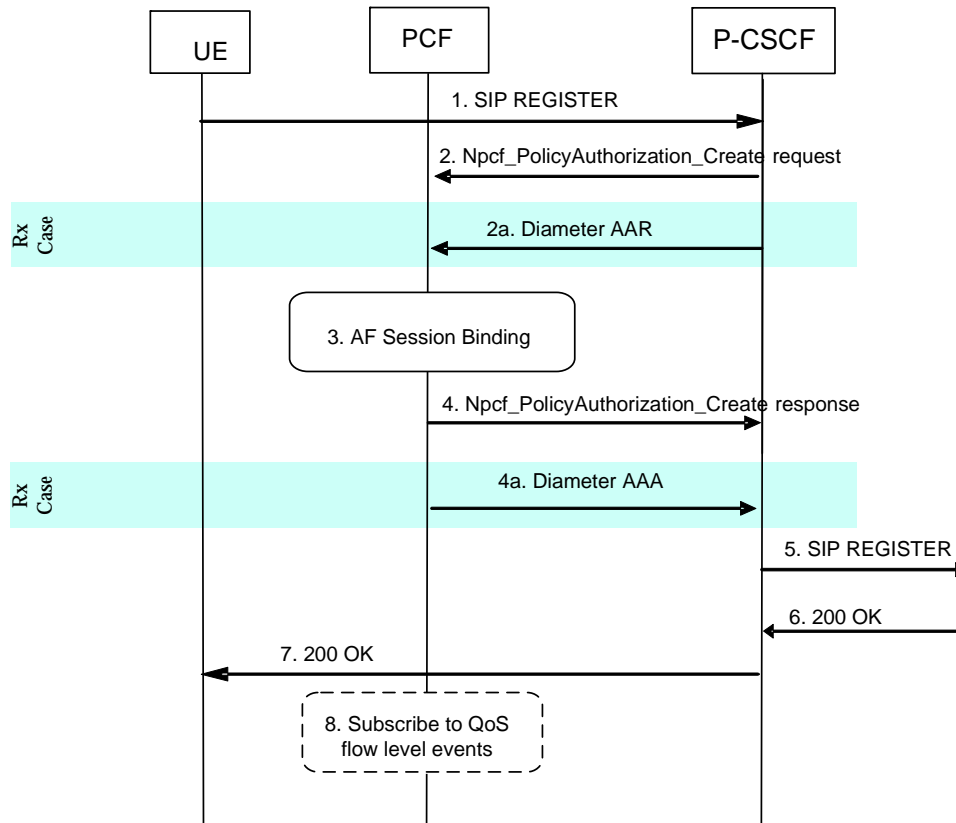 UE
PCF
P-CSCF
1. SIP REGISTER
2. Npcf_PolicyAuthorization_Create request
Rx
Case
2a. Diameter AAR
3. AF Session Binding
4. Npcf_PolicyAuthorization_Create response
Rx
Case
4a. Diameter AAA
5. SIP REGISTER
6. 200 OK
7. 200 OK
8. Subscribe to QoS
flow level events